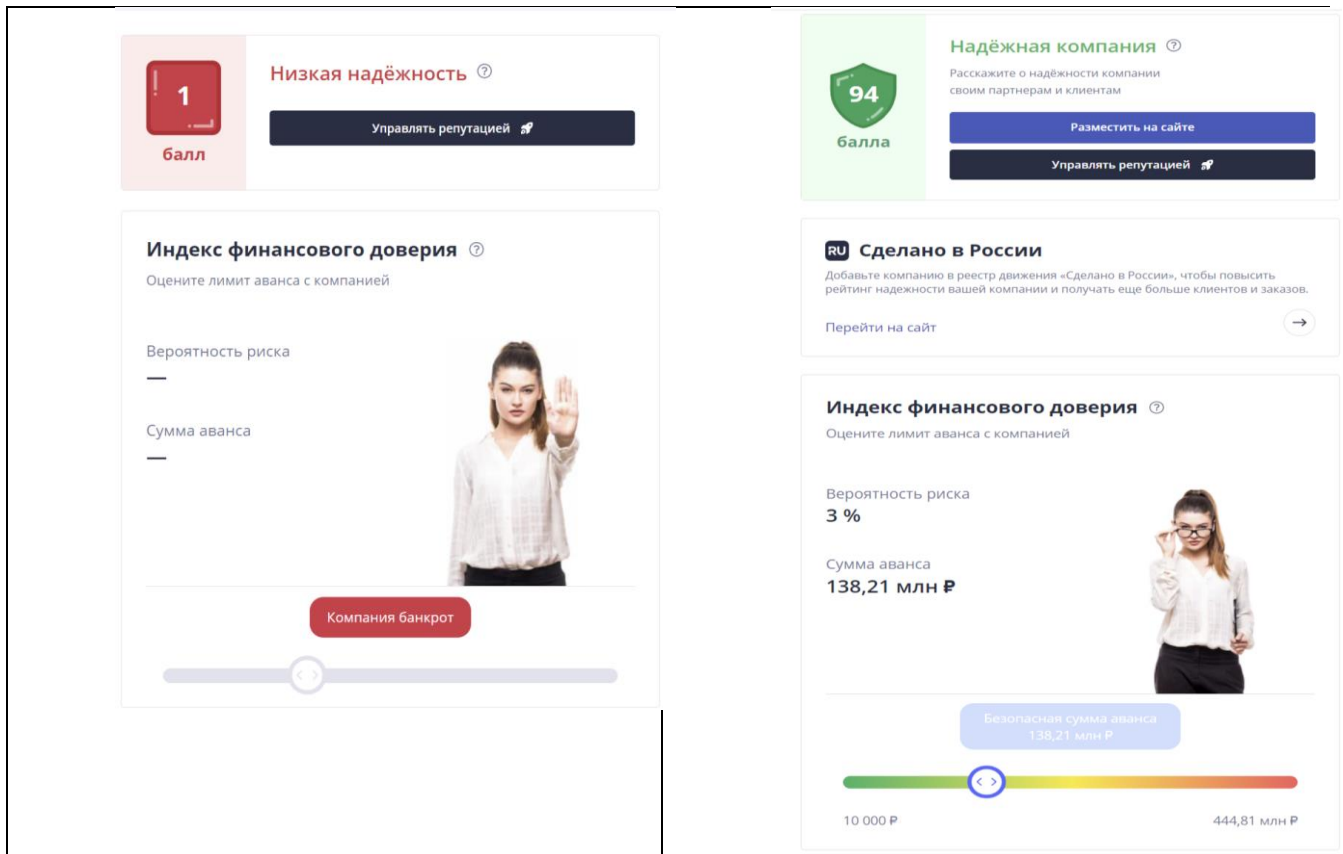 1
балл
Низкая надёжность
Управлять репутацией
Индекс финансового доверия
Оцените лимит аванса с компанией
Вероятность риска
—
Сумма аванса
—
Компания банкрот
94
балла
Надёжная компания
Расскажите о надёжности компании
своим партнерам и клиентам
Разместить на сайте
Управлять репутацией
RU Сделано в России
Добавьте компанию в реестр движения «Сделано в России», чтобы повысить
рейтинг надежности вашей компании и получать еще больше клиентов и заказов.
Перейти на сайт
Индекс финансового доверия
Оцените лимит аванса с компанией
Вероятность риска
3 %
Сумма аванса
138,21 млн ₽
Безопасная сумма аванса
138,21 млн ₽
10 000 ₽
444,81 млн ₽